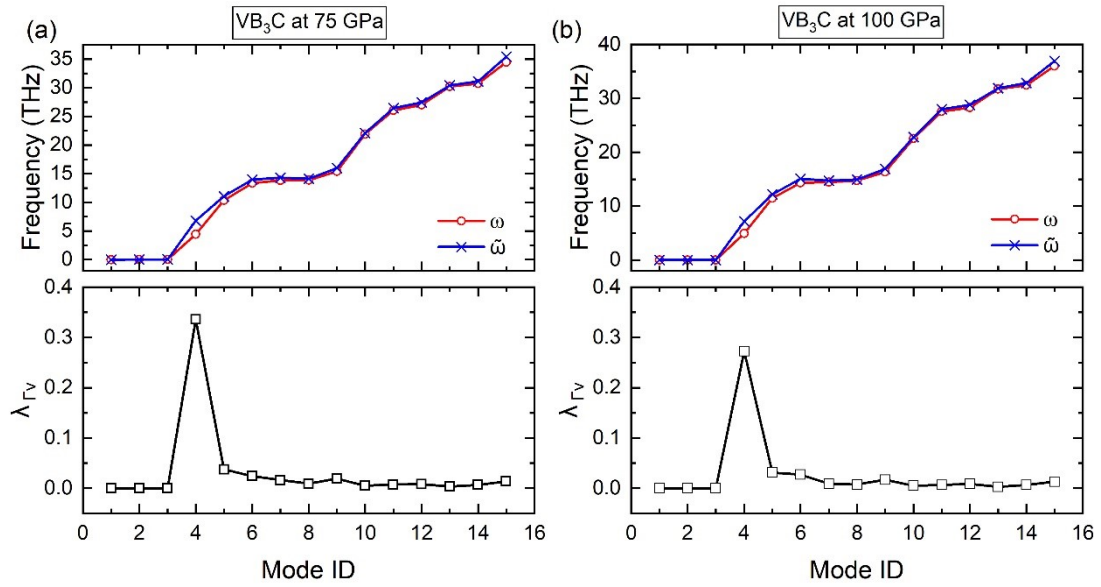 (a)
VB₃C at 75 GPa
Frequency (THz)
35
30
25
20
15
10
5
0
ω
ω̃
λΓν
0.4
0.3
0.2
0.1
0.0
0 2 4 6 8 10 12 14 16
Mode ID
(b)
VB₃C at 100 GPa
Frequency (THz)
40
30
20
10
0
ω
ω̃
λΓν
0.4
0.3
0.2
0.1
0.0
0 2 4 6 8 10 12 14 16
Mode ID